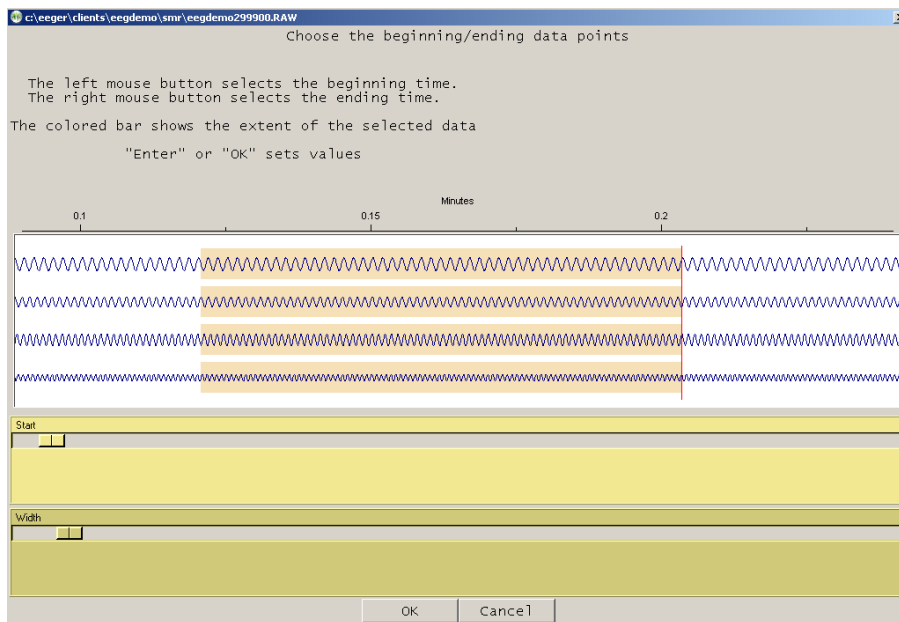 c:\eeger\clients\eegdemo\smr\eegdemo299900.RAW
Choose the beginning/ending data points
The left mouse button selects the beginning time.
The right mouse button selects the ending time.
The colored bar shows the extent of the selected data
"Enter" or "OK" sets values
Minutes
0.1 0.15 0.2
Start
Width
OK Cancel